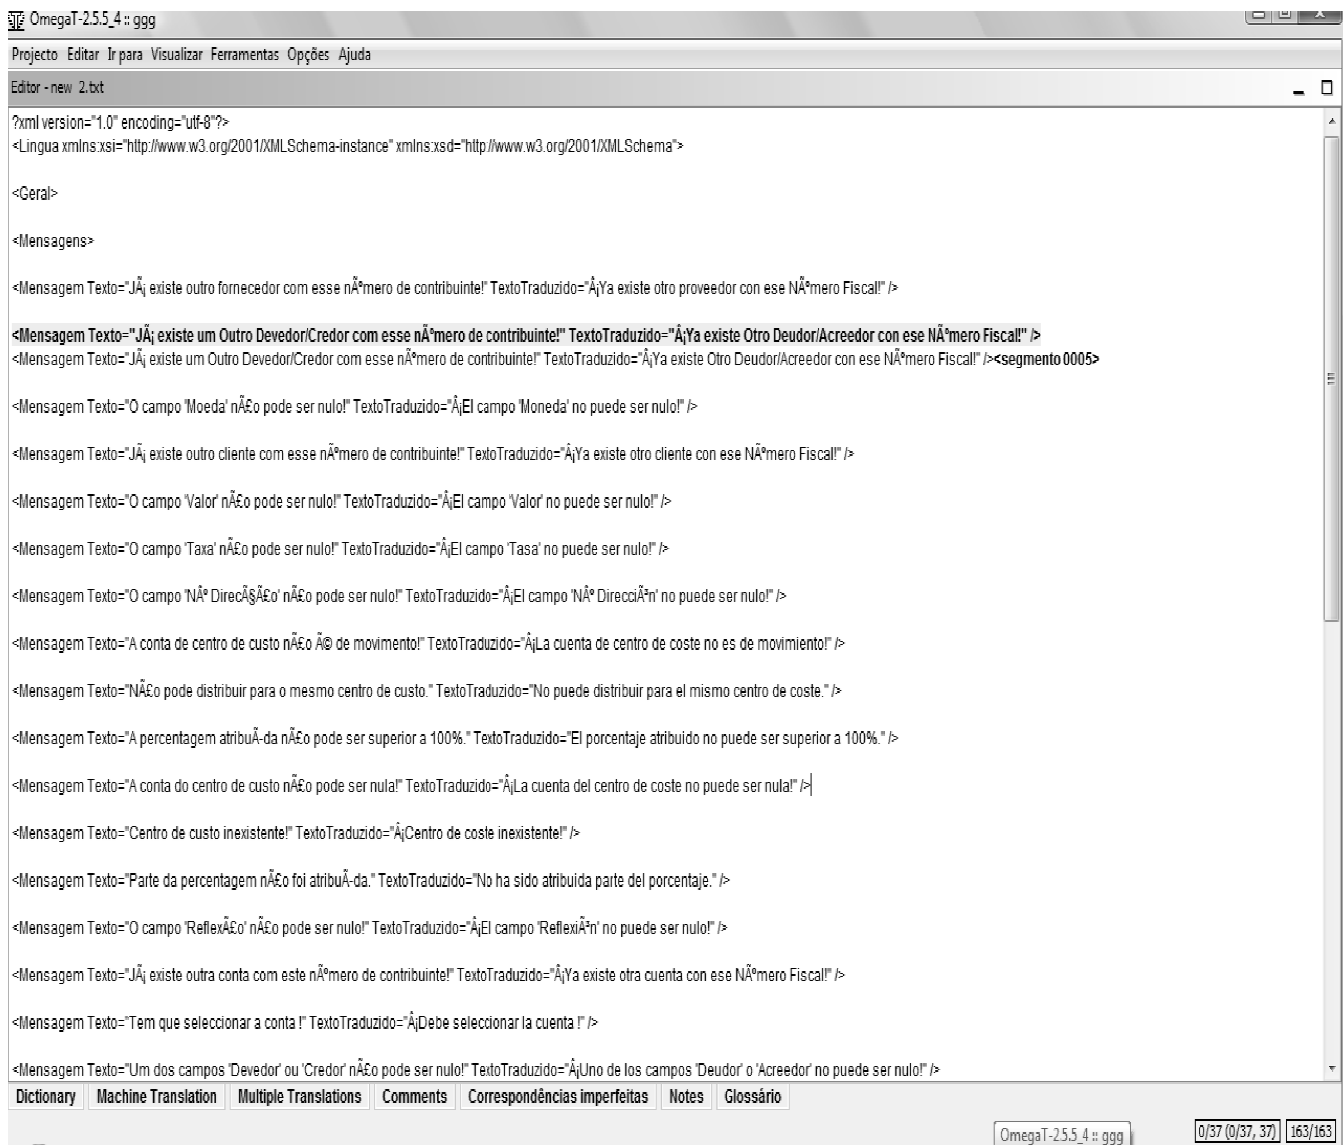 OmegaT-2.5.5_4 :: ggg
Projecto Editar Ir para Visualizar Ferramentas Opções Ajuda
Editor - new 2.txt
?xml version="1.0" encoding="utf-8"?>
<Lingua xmlns:xsi="http://www.w3.org/2001/XMLSchema-instance" xmlns:xsd="http://www.w3.org/2001/XMLSchema">
<Geral>
<Mensagens>
<Mensagem Texto="JÃ¡ existe outro fornecedor com esse nÃºmero de contribuinte!" TextoTraduzido="Â¡Ya existe otro proveedor con ese NÃºmero Fiscal!" />
<Mensagem Texto="JÃ¡ existe um Outro Devedor/Credor com esse nÃºmero de contribuinte!" TextoTraduzido="Â¡Ya existe Otro Deudor/Acreedor con ese NÃºmero Fiscal!" />
<Mensagem Texto="JÃ¡ existe um Outro Devedor/Credor com esse nÃºmero de contribuinte!" TextoTraduzido="Â¡Ya existe Otro Deudor/Acreedor con ese NÃºmero Fiscal!" /><segmento 0005>
<Mensagem Texto="O campo 'Moeda' nÃ£o pode ser nulo!" TextoTraduzido="Â¡El campo 'Moneda' no puede ser nulo!" />
<Mensagem Texto="JÃ¡ existe outro cliente com esse nÃºmero de contribuinte!" TextoTraduzido="Â¡Ya existe otro cliente con ese NÃºmero Fiscal!" />
<Mensagem Texto="O campo 'Valor' nÃ£o pode ser nulo!" TextoTraduzido="Â¡El campo 'Valor' no puede ser nulo!" />
<Mensagem Texto="O campo 'Taxa' nÃ£o pode ser nulo!" TextoTraduzido="Â¡El campo 'Tasa' no puede ser nulo!" />
<Mensagem Texto="O campo 'NÂº DirecÃ§Ã£o' nÃ£o pode ser nulo!" TextoTraduzido="Â¡El campo 'NÂº DirecciÃ³n' no puede ser nulo!" />
<Mensagem Texto="A conta de centro de custo nÃ£o Ã© de movimento!" TextoTraduzido="Â¡La cuenta de centro de coste no es de movimiento!" />
<Mensagem Texto="NÃ£o pode distribuir para o mesmo centro de custo." TextoTraduzido="No puede distribuir para el mismo centro de coste." />
<Mensagem Texto="A percentagem atribuÃ-da nÃ£o pode ser superior a 100%." TextoTraduzido="El porcentaje atribuido no puede ser superior a 100%." />
<Mensagem Texto="A conta do centro de custo nÃ£o pode ser nula!" TextoTraduzido="Â¡La cuenta del centro de coste no puede ser nula!" />
<Mensagem Texto="Centro de custo inexistente!" TextoTraduzido="Â¡Centro de coste inexistente!" />
<Mensagem Texto="Parte da percentagem nÃ£o foi atribuÃ-da." TextoTraduzido="No ha sido atribuida parte del porcentaje." />
<Mensagem Texto="O campo 'ReflexÃ£o' nÃ£o pode ser nulo!" TextoTraduzido="Â¡El campo 'ReflexiÃ³n' no puede ser nulo!" />
<Mensagem Texto="JÃ¡ existe outra conta com este nÃºmero de contribuinte!" TextoTraduzido="Â¡Ya existe otra cuenta con ese NÃºmero Fiscal!" />
<Mensagem Texto="Tem que seleccionar a conta !" TextoTraduzido="Â¡Debe seleccionar la cuenta !" />
<Mensagem Texto="Um dos campos 'Devedor' ou 'Credor' nÃ£o pode ser nulo!" TextoTraduzido="Â¡Uno de los campos 'Deudor' o 'Acreedor' no puede ser nulo!" />
Dictionary Machine Translation Multiple Translations Comments Correspondências imperfeitas Notes Glossário
OmegaT-2.5.5_4 :: ggg 0/37 (0/37, 37) 163/163